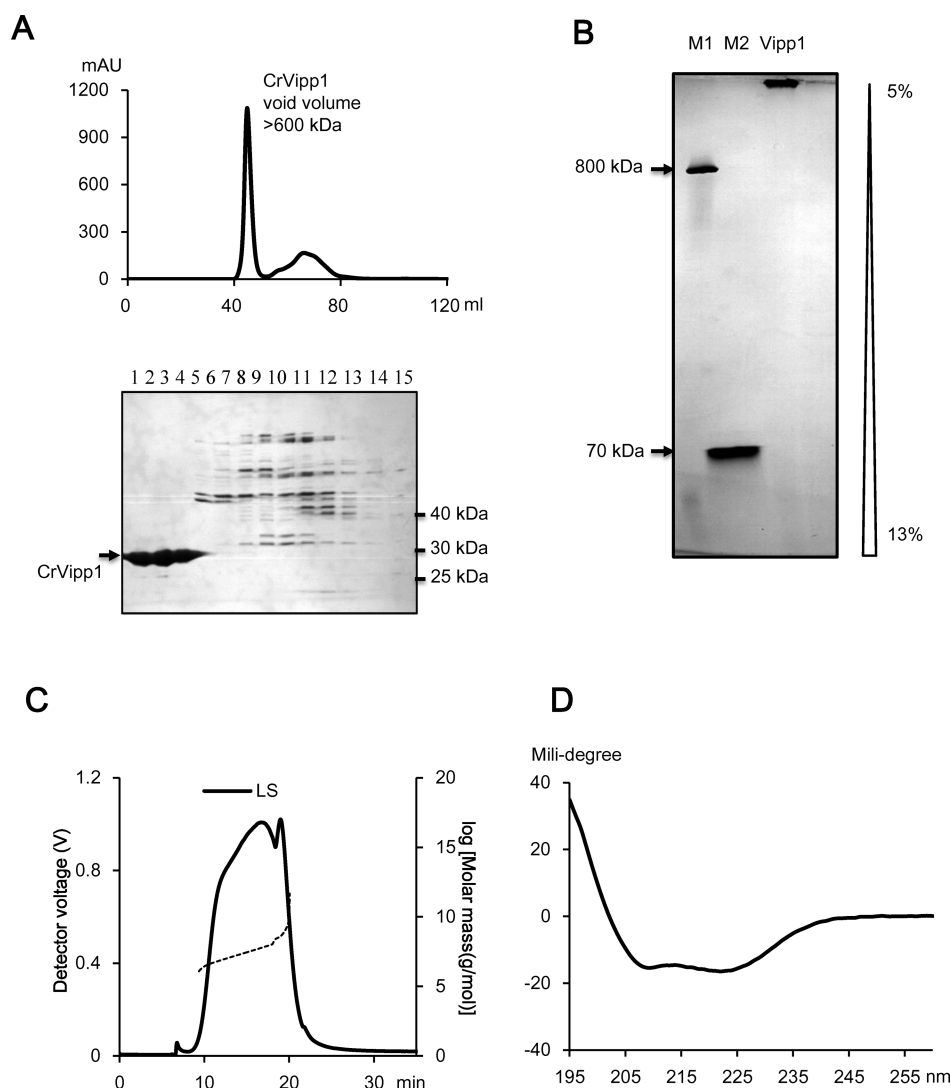 A
mAU
1200
900
600
300
0
CrVipp1
void volume
>600 kDa
0 40 80 120 ml
1 2 3 4 5 6 7 8 9 10 11 12 13 14 15
40 kDa
30 kDa
25 kDa
CrVipp1
B
M1 M2 Vipp1
800 kDa
70 kDa
5%
13%
C
1.2
0.8
0.4
0
Detector voltage (V)
LS
20
15
10
5
0
log [Molar mass(g/mol)]
0 10 20 30 min
D
Mili-degree
40
20
0
-20
-40
195 205 215 225 235 245 255 nm